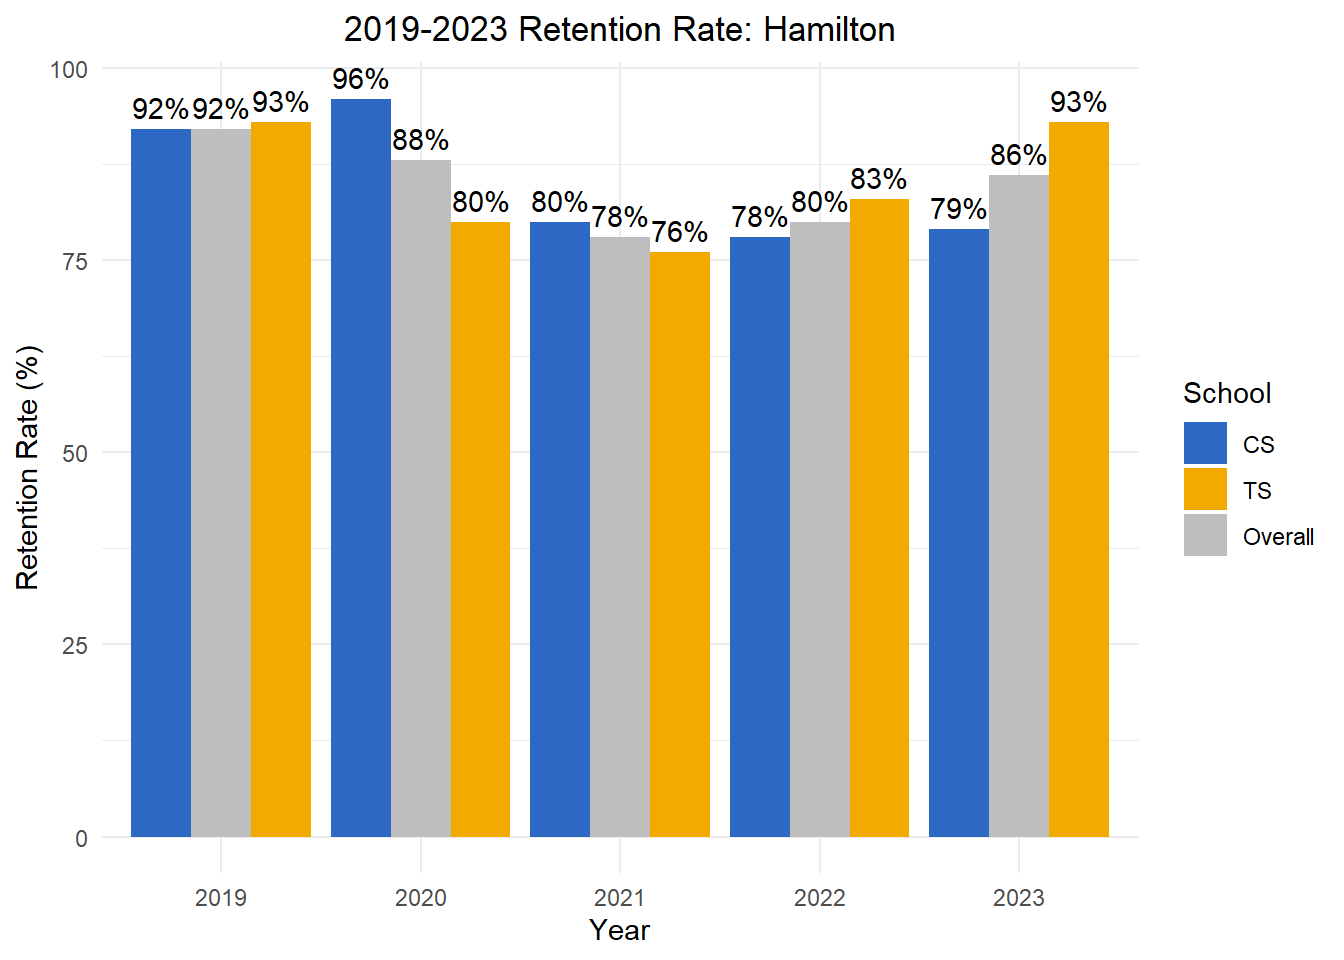 2019-2023 Retention Rate: Hamilton
100
75
50
25
0
Retention Rate (%)
92% 92% 93%
96% 88% 80%
80% 78% 76%
78% 80% 83%
79% 86% 93%
2019 2020 2021 2022 2023
Year
School
CS
TS
Overall